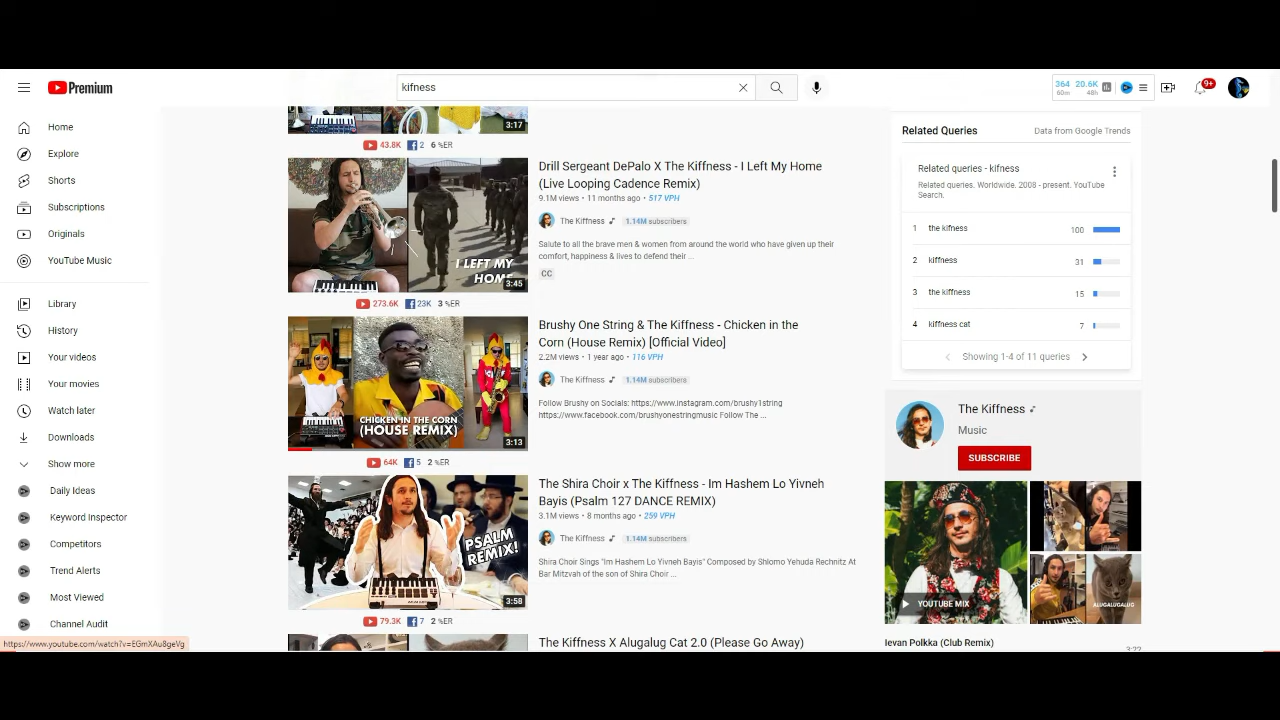 Premium
kifness
364
60m
20.6K
48h
9+
Home
Explore
Shorts
Subscriptions
Originals
YouTube Music
Library
History
Your videos
Your movies
Watch later
Downloads
Show more
Daily Ideas
Keyword Inspector
Competitors
Trend Alerts
Most Viewed
Channel Audit
https://www.youtube.com/watch?v=EGmXAu8geVg
3:17
43.8K 2 6 %ER
I LEFT MY
HOME
3:45
Drill Sergeant DePalo X The Kiffness - I Left My Home
(Live Looping Cadence Remix)
9.1M views • 11 months ago • 517 VPH
The Kiffness 1.14M subscribers
Salute to all the brave men & women from around the world who have given up their
comfort, happiness & lives to defend their ...
CC
273.6K 23K 3 %ER
CHICKEN IN THE CORN
(HOUSE REMIX)
3:13
Brushy One String & The Kiffness - Chicken in the
Corn (House Remix) [Official Video]
2.2M views • 1 year ago • 116 VPH
The Kiffness 1.14M subscribers
Follow Brushy on Socials: https://www.instagram.com/brushy1string
https://www.facebook.com/brushyonestringmusic Follow The ...
64K 5 2 %ER
PSALM
REMIX!
3:58
The Shira Choir x The Kiffness - Im Hashem Lo Yivneh
Bayis (Psalm 127 DANCE REMIX)
3.1M views • 8 months ago • 259 VPH
The Kiffness 1.14M subscribers
Shira Choir Sings "Im Hashem Lo Yivneh Bayis" Composed by Shlomo Yehuda Rechnitz At
Bar Mitzvah of the son of Shira Choir ...
79.3K 7 2 %ER
The Kiffness X Alugalug Cat 2.0 (Please Go Away)
Related Queries Data from Google Trends
Related queries - kifness
Related queries. Worldwide. 2008 - present. YouTube
Search.
1 the kifness 100
2 kiffness 31
3 the kiffness 15
4 kiffness cat 7
Showing 1-4 of 11 queries
The Kiffness
Music
SUBSCRIBE
YOUTUBE MIX
ALUGALUGALUG
Ievan Polkka (Club Remix)
3:22